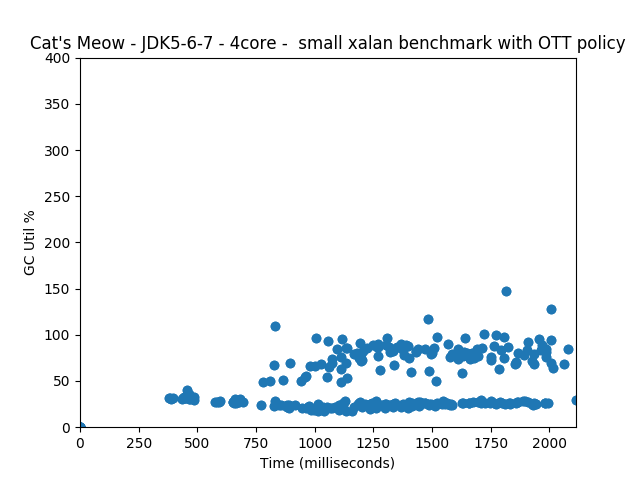 Cat's Meow - JDK5-6-7 - 4core -  small xalan benchmark with OTT policy
400
350
300
250
200
150
100
50
0
GC Util %
0 250 500 750 1000 1250 1500 1750 2000
Time (milliseconds)